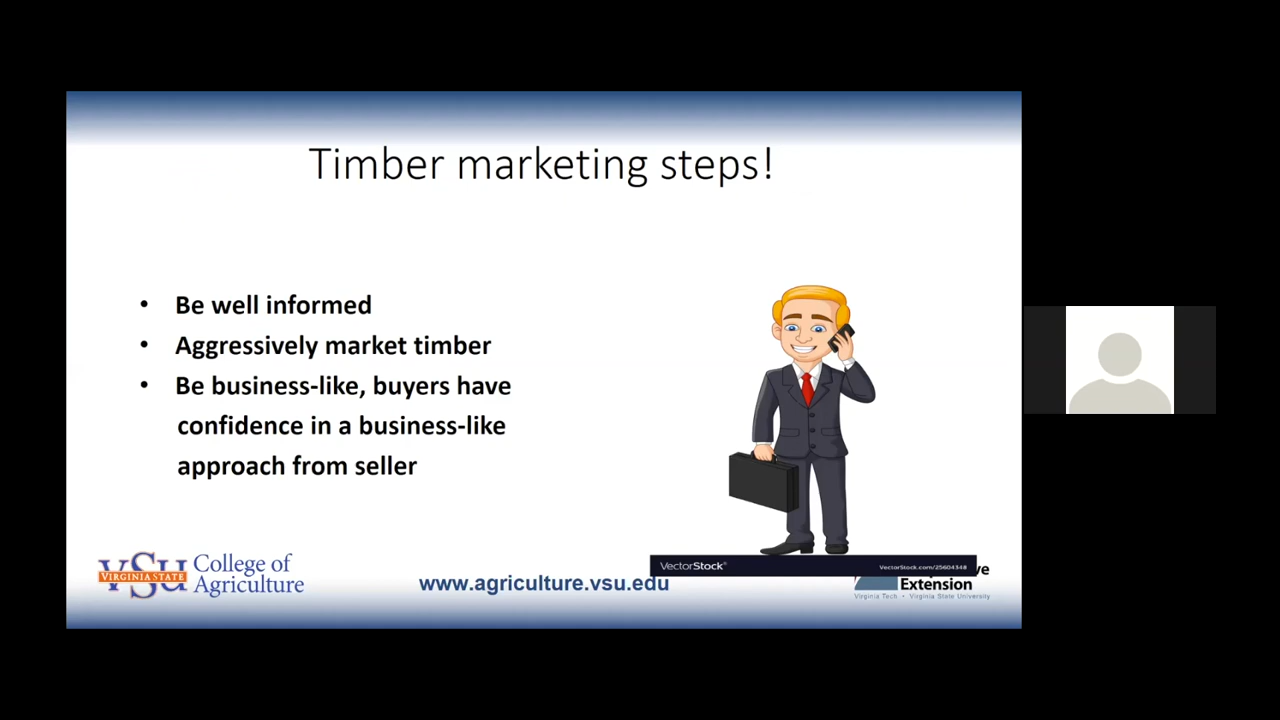 Timber marketing steps!
• Be well informed
• Aggressively market timber
• Be business-like, buyers have
confidence in a business-like
approach from seller
VSU
VIRGINIA STATE
College of
Agriculture
www.agriculture.vsu.edu
VectorStock®
VectorStock.com/25604348
Extension
Virginia Tech • Virginia State University